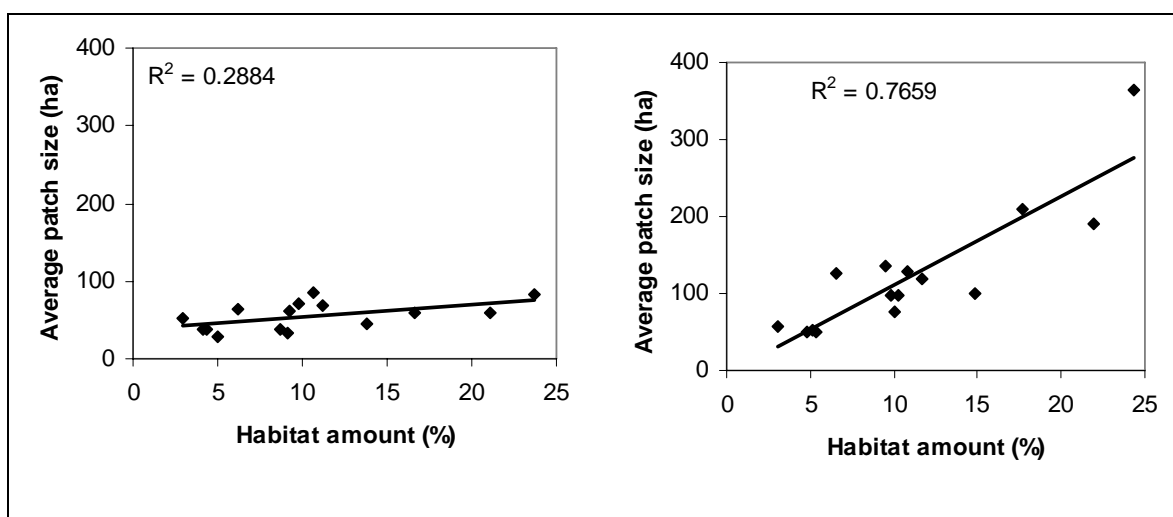 R² = 0.2884
Average patch size (ha)
400
300
200
100
0
0 5 10 15 20 25
Habitat amount (%)
R² = 0.7659
Average patch size (ha)
400
300
200
100
0
0 5 10 15 20 25
Habitat amount (%)